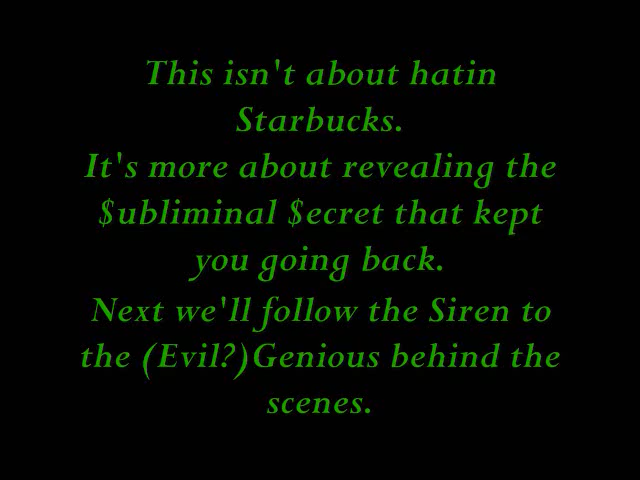 This isn't about hatin
Starbucks.
It's more about revealing the
$ubliminal $ecret that kept
you going back.
Next we'll follow the Siren to
the (Evil?)Genious behind the
scenes.